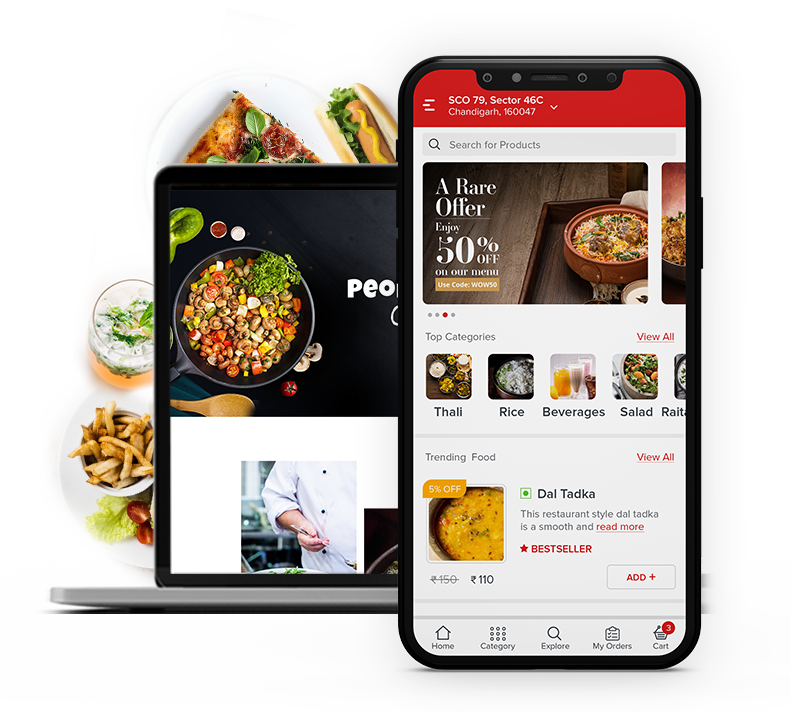 SCO 79, Sector 46C
Chandigarh, 160047
Search for Products
A Rare
Offer
Enjoy
50% OFF
on our menu
Use Code: WOW50
Top Categories
View All
Thali
Rice
Beverages
Salad
Raita
Trending Food
View All
5% OFF
Dal Tadka
This restaurant style dal tadka
is a smooth and read more
BESTSELLER
₹ 150
₹ 110
ADD +
Home
Category
Explore
My Orders
3
Cart